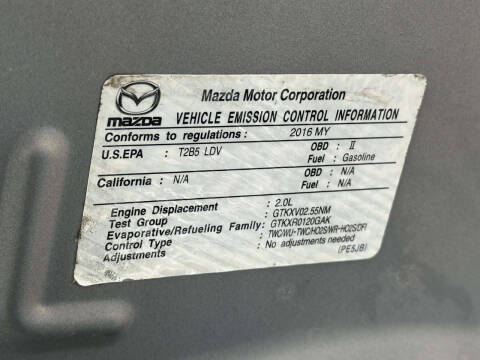 Mazda Motor Corporation
mazda VEHICLE EMISSION CONTROL INFORMATION
Conforms to regulations : 2016 MY
U.S.EPA : T2B5 LDV OBD : II
Fuel : Gasoline
California : N/A OBD : N/A
Fuel : N/A
Engine Displacement : 2.0L
Test Group : GTKXV02.55NM
Evaporative/Refueling Family: GTKXR0120GAK
Control Type : TWC/WU-TWC/HO2S/WR-HO2S/DFI
Adjustments : No adjustments needed
(PE5JB)